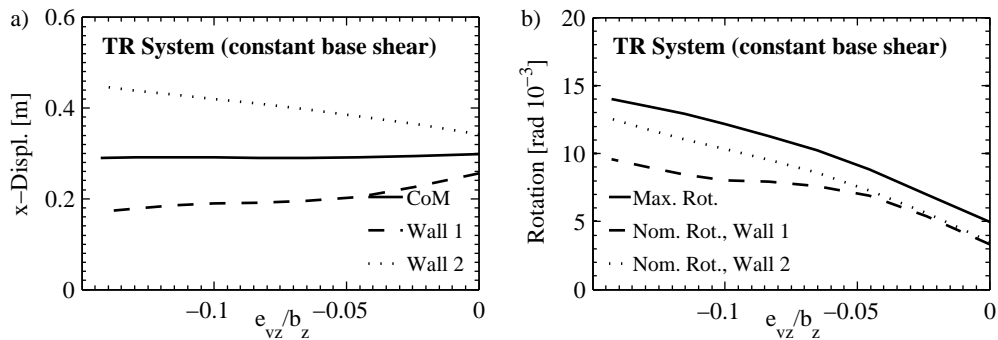 a)
TR System (constant base shear)
x−Displ. [m]
0.6
0.4
0.2
0
CoM
Wall 1
Wall 2
−0.1
−0.05
0
e_vz/b_z
b)
TR System (constant base shear)
Rotation [rad 10^−3]
20
15
10
5
0
Max. Rot.
Nom. Rot., Wall 1
Nom. Rot., Wall 2
−0.1
−0.05
0
e_vz/b_z